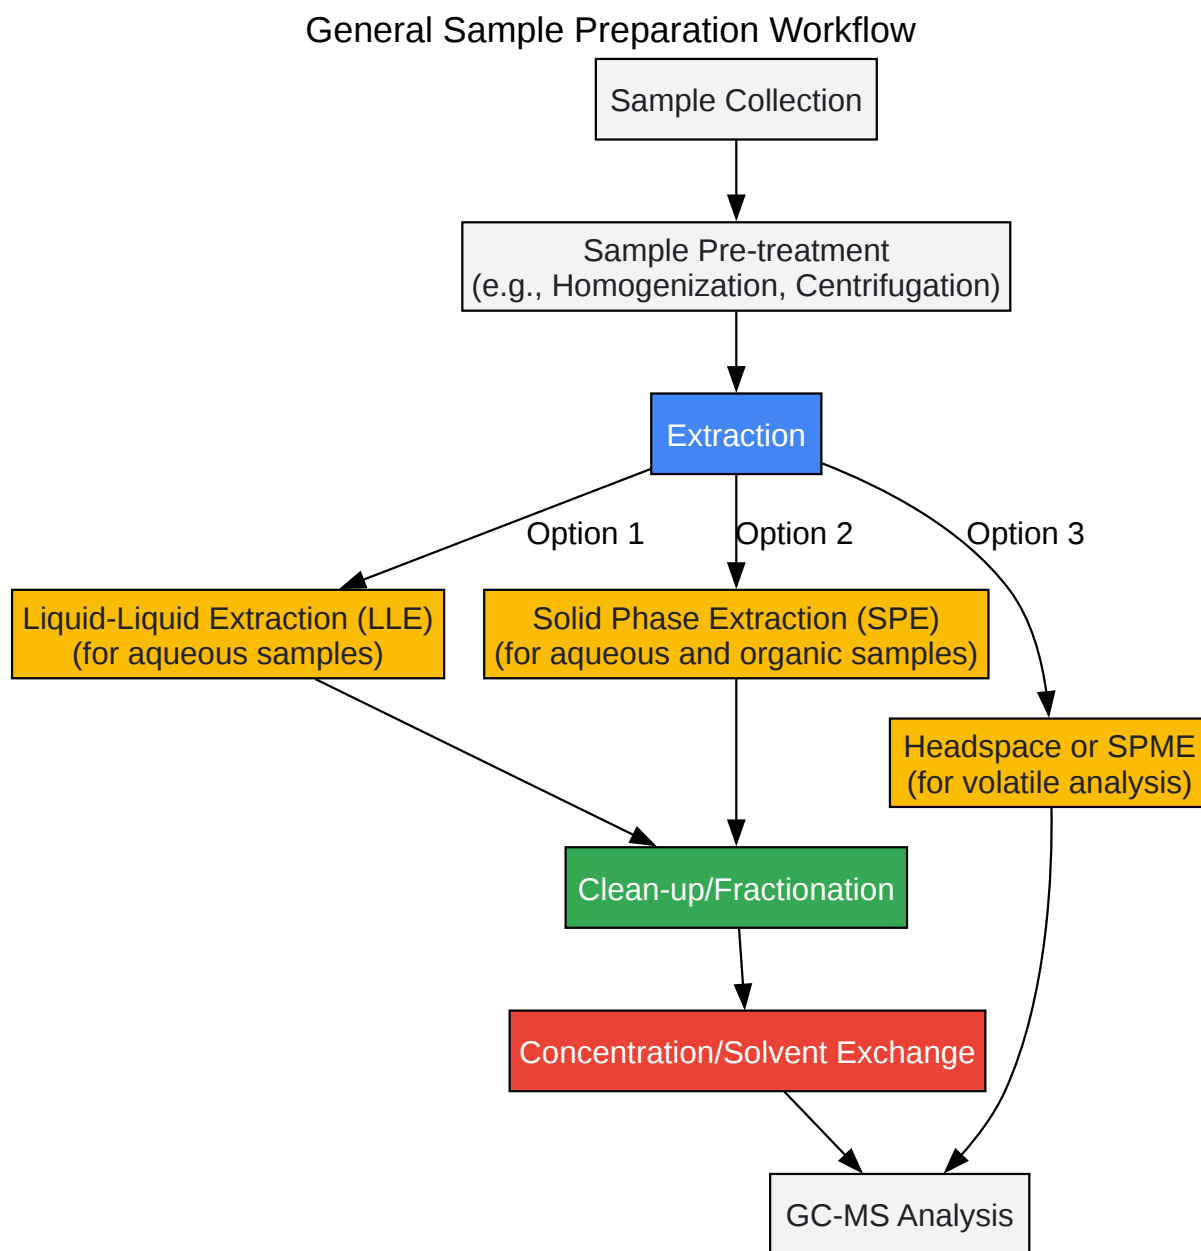 General Sample Preparation Workflow
Sample Collection
Sample Pre-treatment
(e.g., Homogenization, Centrifugation)
Extraction
Option 1
Option 2
Option 3
Liquid-Liquid Extraction (LLE)
(for aqueous samples)
Solid Phase Extraction (SPE)
(for aqueous and organic samples)
Headspace or SPME
(for volatile analysis)
Clean-up/Fractionation
Concentration/Solvent Exchange
GC-MS Analysis